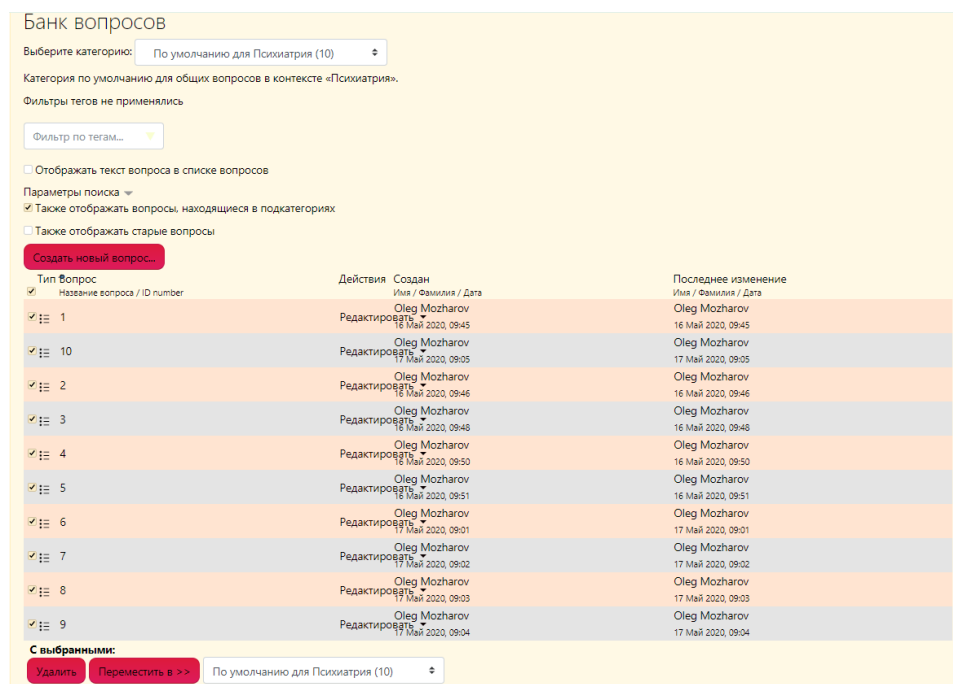 Банк вопросов
Выберите категорию: По умолчанию для Психиатрия (10)
Категория по умолчанию для общих вопросов в контексте «Психиатрия».
Фильтры тегов не применялись
Фильтр по тегам...
Отображать текст вопроса в списке вопросов
Параметры поиска
Также отображать вопросы, находящиеся в подкатегориях
Также отображать старые вопросы
Создать новый вопрос...
Тип Вопрос Действия Создан Последнее изменение
Название вопроса / ID number Имя / Фамилия / Дата Имя / Фамилия / Дата
1 Редактировать Oleg Mozharov Oleg Mozharov
16 Май 2020, 09:45 16 Май 2020, 09:45
10 Редактировать Oleg Mozharov Oleg Mozharov
17 Май 2020, 09:05 17 Май 2020, 09:05
2 Редактировать Oleg Mozharov Oleg Mozharov
16 Май 2020, 09:46 16 Май 2020, 09:46
3 Редактировать Oleg Mozharov Oleg Mozharov
16 Май 2020, 09:48 16 Май 2020, 09:48
4 Редактировать Oleg Mozharov Oleg Mozharov
16 Май 2020, 09:50 16 Май 2020, 09:50
5 Редактировать Oleg Mozharov Oleg Mozharov
16 Май 2020, 09:51 16 Май 2020, 09:51
6 Редактировать Oleg Mozharov Oleg Mozharov
17 Май 2020, 09:01 17 Май 2020, 09:01
7 Редактировать Oleg Mozharov Oleg Mozharov
17 Май 2020, 09:02 17 Май 2020, 09:02
8 Редактировать Oleg Mozharov Oleg Mozharov
17 Май 2020, 09:03 17 Май 2020, 09:03
9 Редактировать Oleg Mozharov Oleg Mozharov
17 Май 2020, 09:04 17 Май 2020, 09:04
С выбранными:
Удалить Переместить в >> По умолчанию для Психиатрия (10)